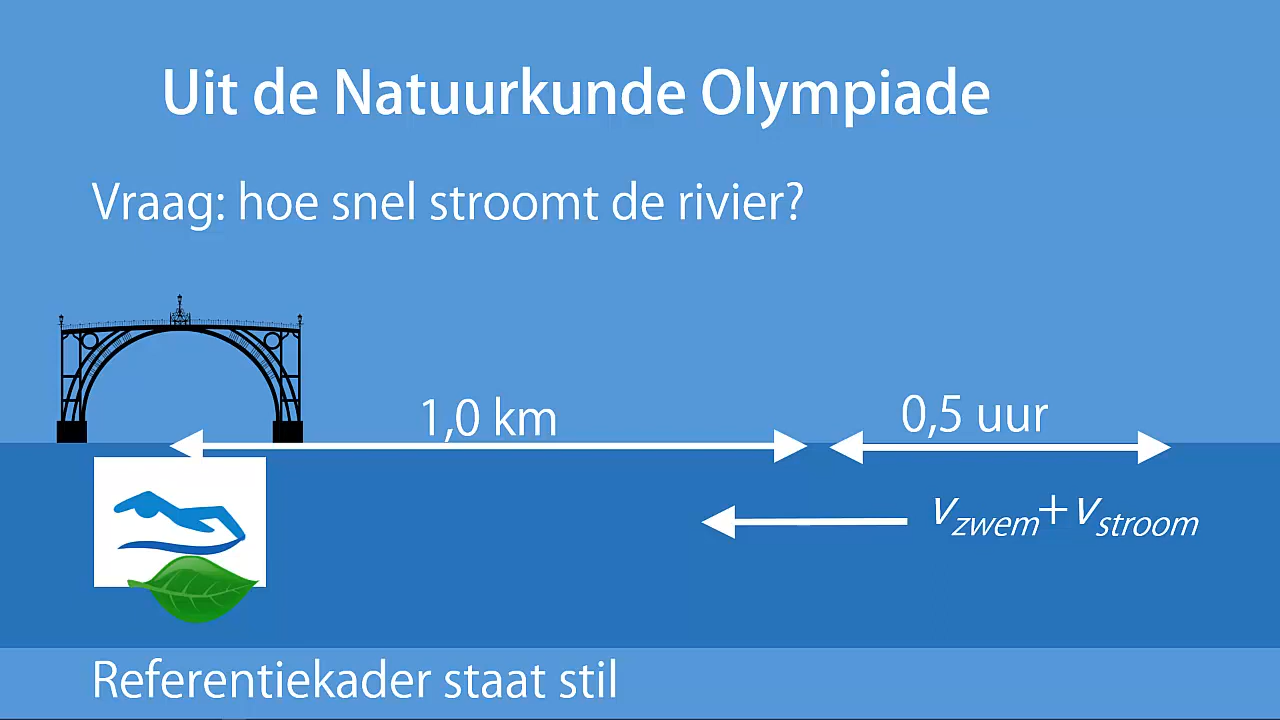 Uit de Natuurkunde Olympiade
Vraag: hoe snel stroomt de rivier?
1,0 km
0,5 uur
vzwem+vstroom
Referentiekader staat stil